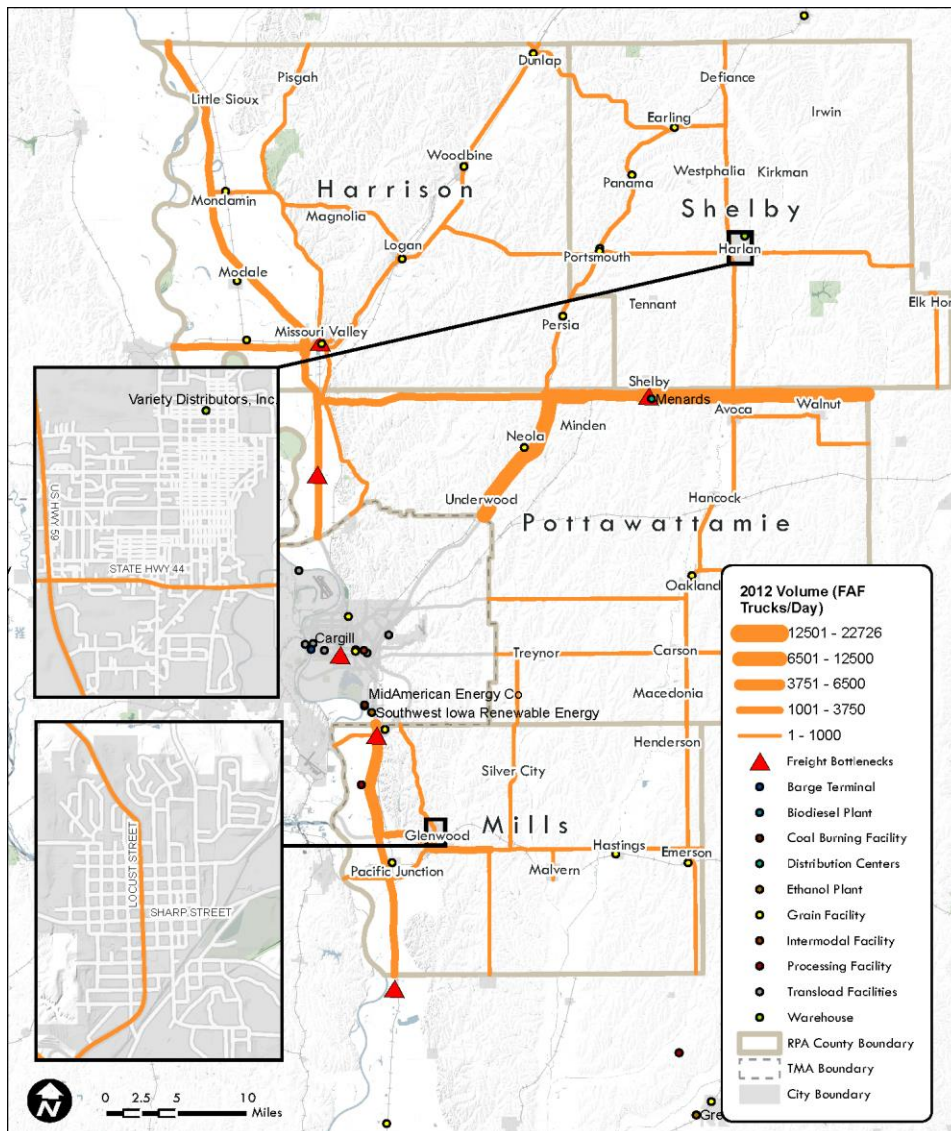 Dunlap
Pisgah
Defiance
Little Sioux
Irwin
Earling
Woodbine
Westphalia
Kirkman
Panama
Harrison
Mondamin
Magnolia
Shelby
Logan
Portsmouth
Harlan
Modale
Tennant
Elk Hor
Persia
Missouri Valley
Shelby
Menards
Variety Distributors, Inc.
Avoca
Walnut
Minden
Neola
Underwood
Hancock
US HWY 59
Pottawattamie
STATE HWY 44
Oakland
Cargill
Treynor
Carson
MidAmerican Energy Co
Macedonia
Southwest Iowa Renewable Energy
Henderson
Silver City
Glenwood
Mills
Hastings
Emerson
Pacific Junction
Malvern
LOCUST STREET
SHARP STREET
2012 Volume (FAF
Trucks/Day)
12501 - 22726
6501 - 12500
3751 - 6500
1001 - 3750
1 - 1000
Freight Bottlenecks
Barge Terminal
Biodiesel Plant
Coal Burning Facility
Distribution Centers
Ethanol Plant
Grain Facility
Intermodal Facility
Processing Facility
Transload Facilities
Warehouse
RPA County Boundary
TMA Boundary
City Boundary
N
0 2.5 5 10
Miles
Gre